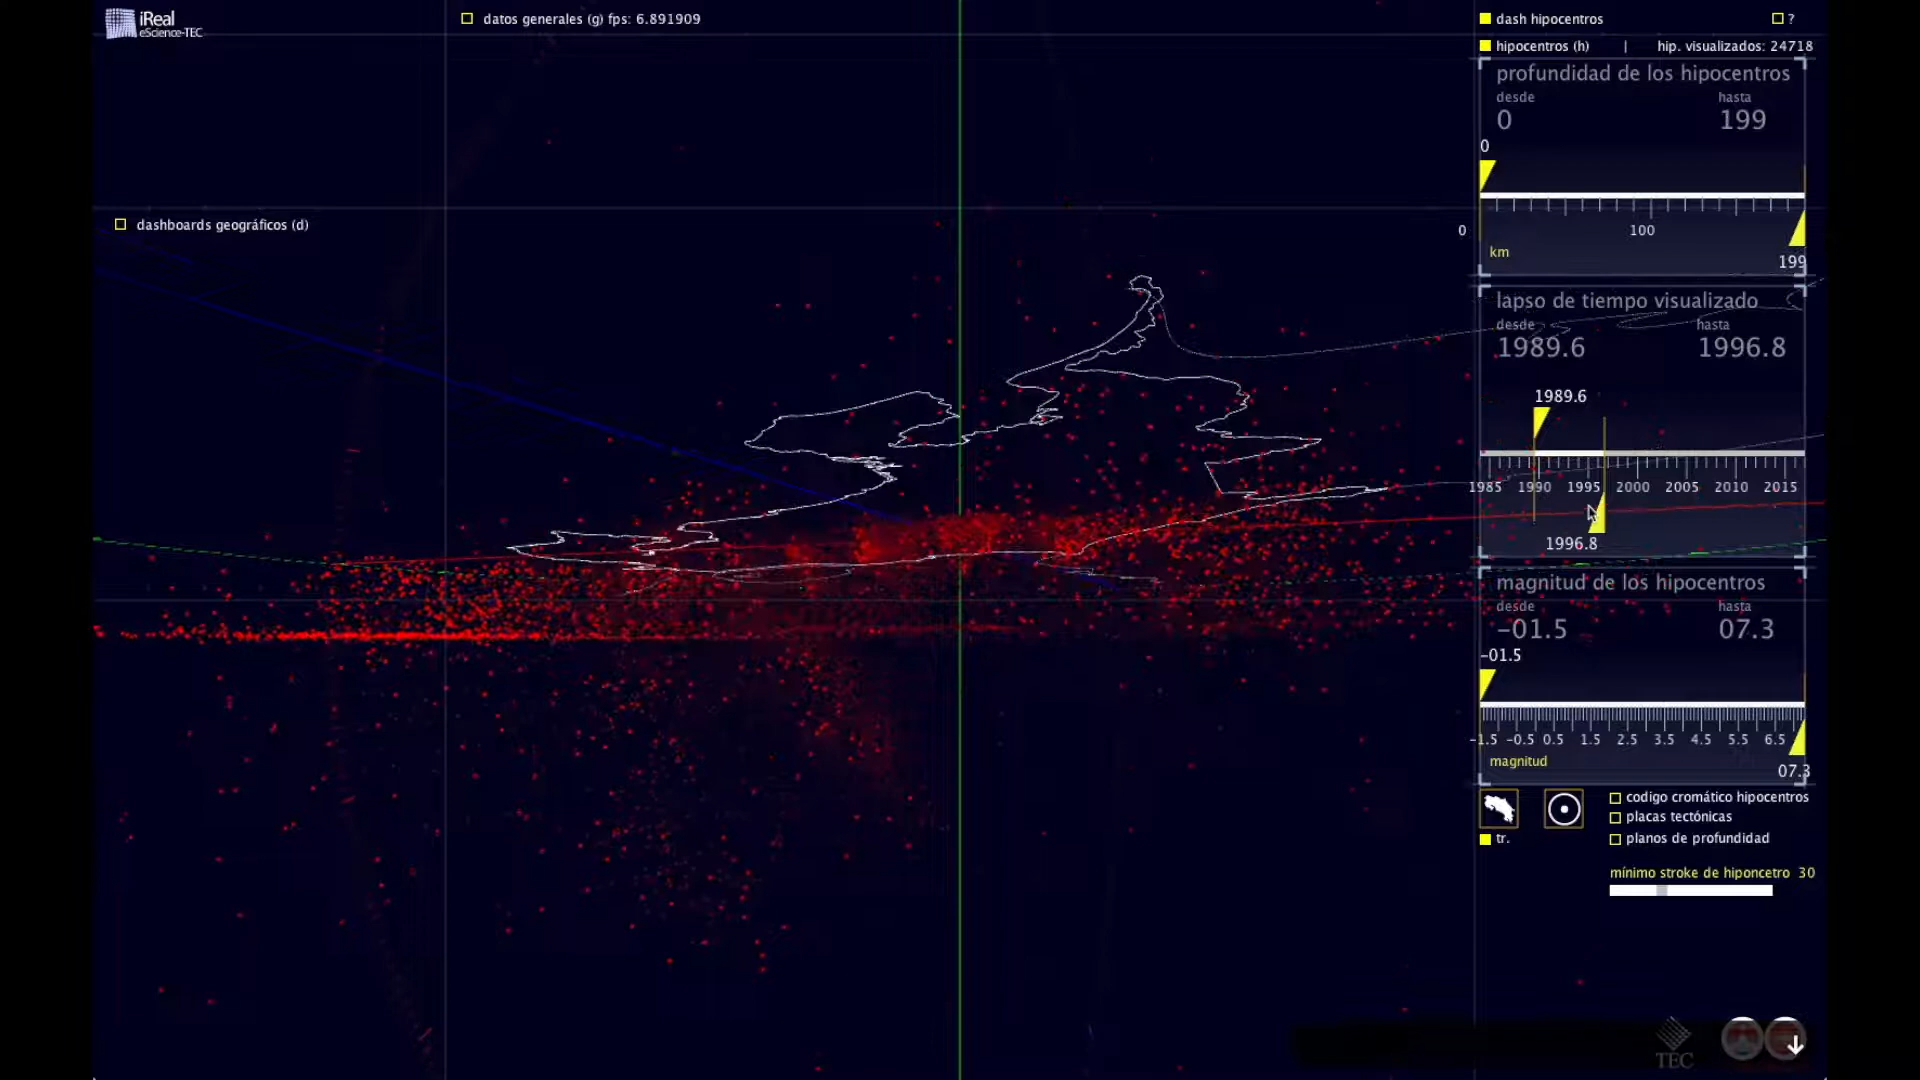 iReal
eScience-TEC
datos generales (g) fps: 6.891909
dashboards geográficos (d)
dash hipocentros
?
hipocentros (h) | hip. visualizados: 24718
profundidad de los hipocentros
desde hasta
0 199
0
0 100
km
199
lapso de tiempo visualizado
desde hasta
1989.6 1996.8
1989.6
1985 1990 1995 2000 2005 2010 2015
1996.8
magnitud de los hipocentros
desde hasta
-01.5 07.3
-01.5
-1.5 -0.5 0.5 1.5 2.5 3.5 4.5 5.5 6.5
magnitud
07.3
codigo cromático hipocentros
placas tectónicas
tr.
planos de profundidad
mínimo stroke de hiponcetro 30
TEC